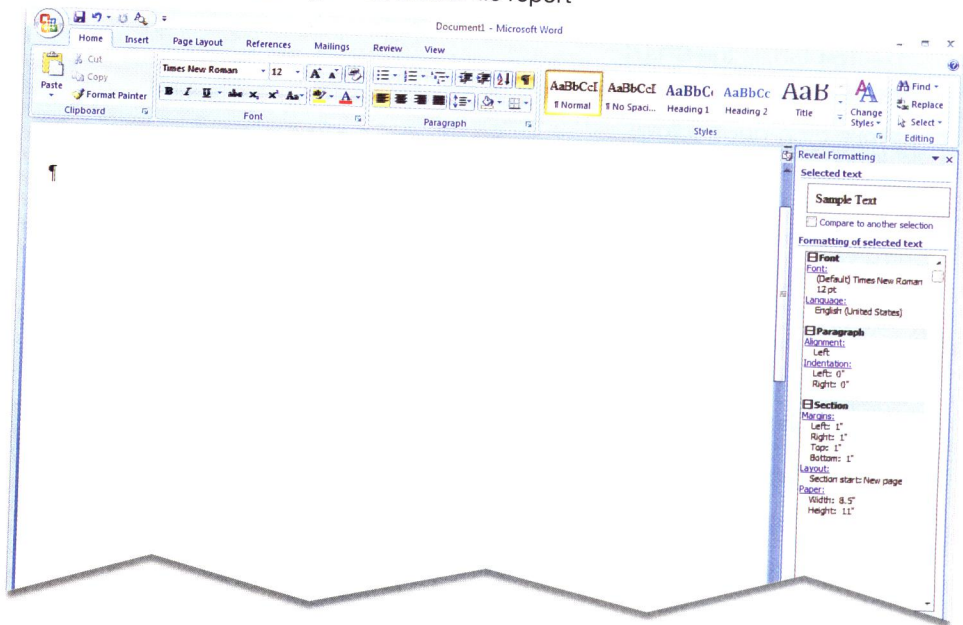 report
Document1 - Microsoft Word
Home Insert Page Layout References Mailings Review View
Paste
Cut
Copy
Format Painter
Clipboard
Times New Roman 12
B I U abc x, x² Aa
Font
Paragraph
AaBbCcI AaBbCcI AaBbC AaBbCc AaB
¶ Normal ¶ No Spaci... Heading 1 Heading 2 Title
Change Styles
Styles
Find
Replace
Select
Editing
¶
Reveal Formatting
Selected text
Sample Text
Compare to another selection
Formatting of selected text
Font
Font:
(Default) Times New Roman
12 pt
Language:
English (United States)
Paragraph
Alignment:
Left
Indentation:
Left: 0"
Right: 0"
Section
Margins:
Left: 1"
Right: 1"
Top: 1"
Bottom: 1"
Layout:
Section start: New page
Paper:
Width: 8.5"
Height: 11"